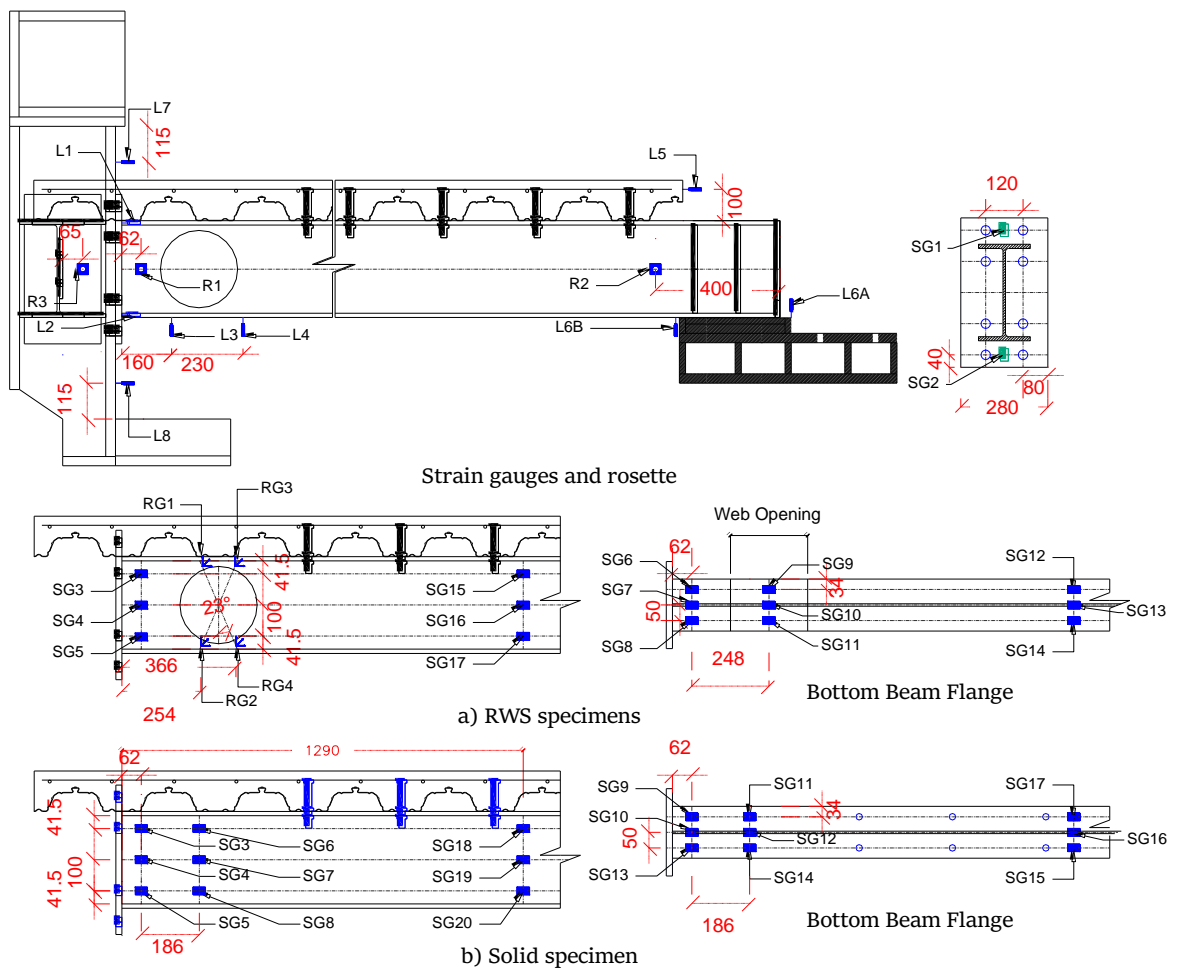 L7
115
L1
L5
100
120
65
62
SG1
R3
R1
R2
400
L6A
L2
L3
L4
L6B
160
230
40
SG2
80
280
115
L8
Strain gauges and rosette
RG1
RG3
Web Opening
62
SG6
SG9
SG12
SG3
41.5
SG15
SG7
34
SG4
23°
100
SG16
50
SG10
SG13
SG5
41.5
SG17
SG8
SG11
SG14
366
RG4
248
254
RG2
Bottom Beam Flange
a) RWS specimens
62
1290
62
SG9
SG11
SG17
41.5
SG3
SG6
SG18
SG10
34
SG12
SG16
100
SG4
SG7
SG19
50
41.5
SG5
SG8
SG20
SG13
SG14
SG15
186
186
Bottom Beam Flange
b) Solid specimen